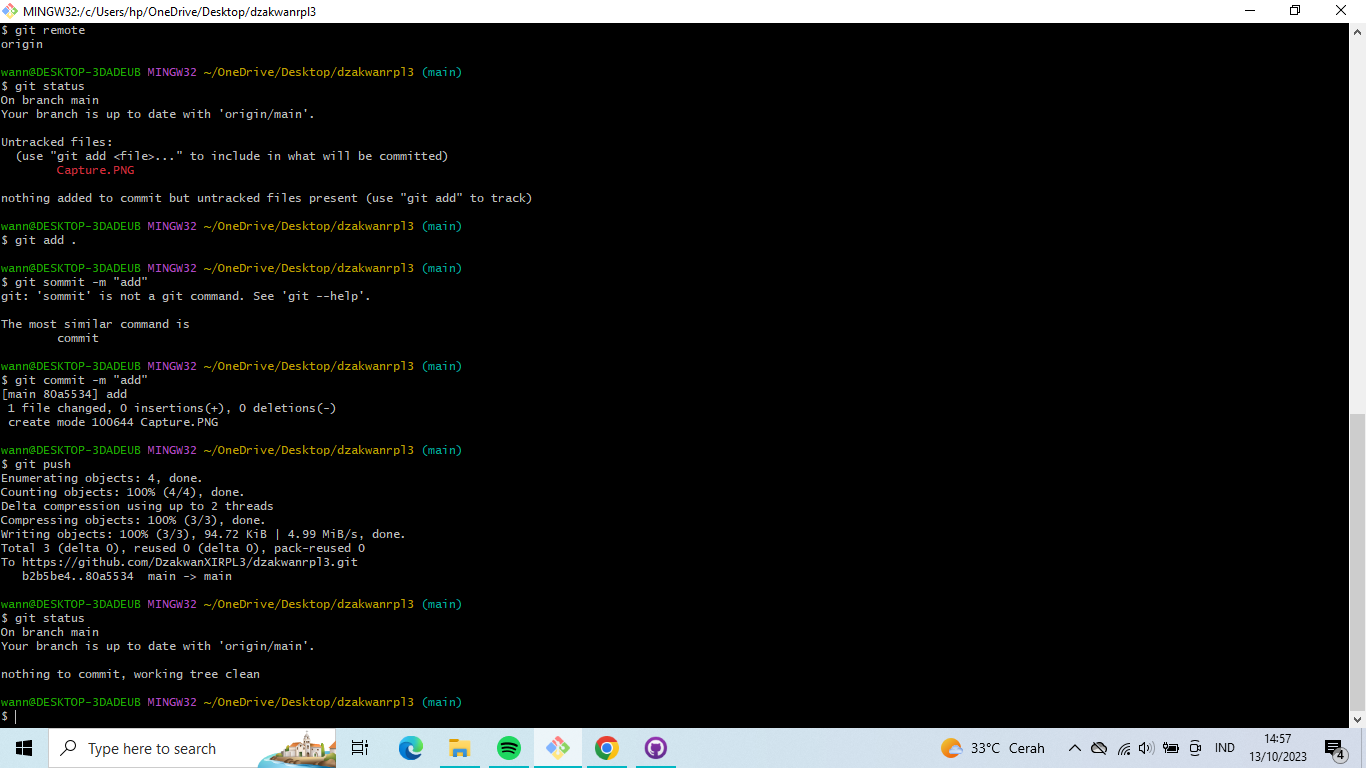 MINGW32:/c/Users/hp/OneDrive/Desktop/dzakwanrpl3
$ git remote
origin
wann@DESKTOP-3DADEUB MINGW32 ~/OneDrive/Desktop/dzakwanrpl3 (main)
$ git status
On branch main
Your branch is up to date with 'origin/main'.
Untracked files:
  (use "git add <file>..." to include in what will be committed)
        Capture.PNG
nothing added to commit but untracked files present (use "git add" to track)
wann@DESKTOP-3DADEUB MINGW32 ~/OneDrive/Desktop/dzakwanrpl3 (main)
$ git add .
wann@DESKTOP-3DADEUB MINGW32 ~/OneDrive/Desktop/dzakwanrpl3 (main)
$ git sommit -m "add"
git: 'sommit' is not a git command. See 'git --help'.
The most similar command is
        commit
wann@DESKTOP-3DADEUB MINGW32 ~/OneDrive/Desktop/dzakwanrpl3 (main)
$ git commit -m "add"
[main 80a5534] add
 1 file changed, 0 insertions(+), 0 deletions(-)
 create mode 100644 Capture.PNG
wann@DESKTOP-3DADEUB MINGW32 ~/OneDrive/Desktop/dzakwanrpl3 (main)
$ git push
Enumerating objects: 4, done.
Counting objects: 100% (4/4), done.
Delta compression using up to 2 threads
Compressing objects: 100% (3/3), done.
Writing objects: 100% (3/3), 94.72 KiB | 4.99 MiB/s, done.
Total 3 (delta 0), reused 0 (delta 0), pack-reused 0
To https://github.com/DzakwanXIRPL3/dzakwanrpl3.git
   b2b5be4..80a5534  main -> main
wann@DESKTOP-3DADEUB MINGW32 ~/OneDrive/Desktop/dzakwanrpl3 (main)
$ git status
On branch main
Your branch is up to date with 'origin/main'.
nothing to commit, working tree clean
wann@DESKTOP-3DADEUB MINGW32 ~/OneDrive/Desktop/dzakwanrpl3 (main)
$
Type here to search
33°C Cerah
IND
14:57
13/10/2023
4